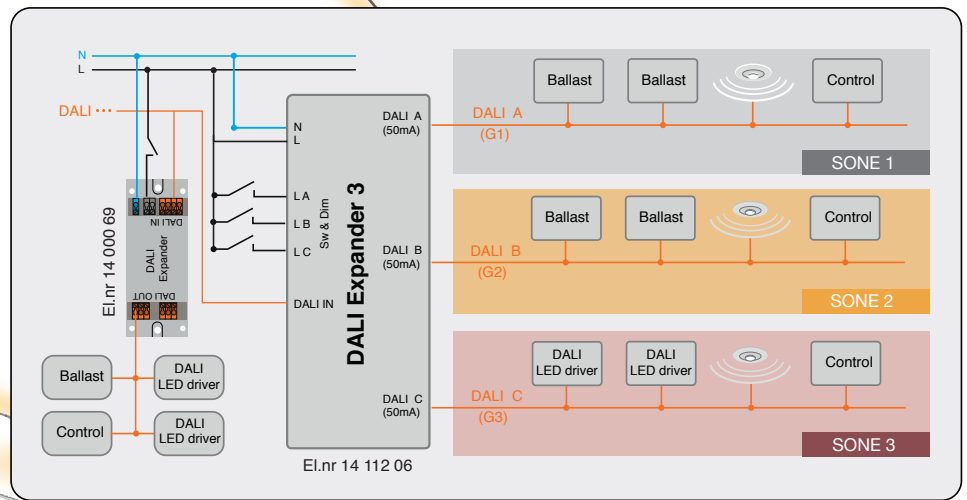 N
L
DALI •••
N
L
L A
L B
L C
Sw & Dim
DALI IN
DALI Expander 3
DALI A
(50mA)
DALI B
(50mA)
DALI C
(50mA)
El.nr 14 112 06
El.nr 14 000 69
DALI IN
DALI
Expander
DALI OUT
Ballast
DALI
LED driver
Control
DALI
LED driver
DALI A
(G1)
Ballast
Ballast
Control
SONE 1
DALI B
(G2)
Ballast
Ballast
Control
SONE 2
DALI C
(G3)
DALI
LED driver
DALI
LED driver
Control
SONE 3